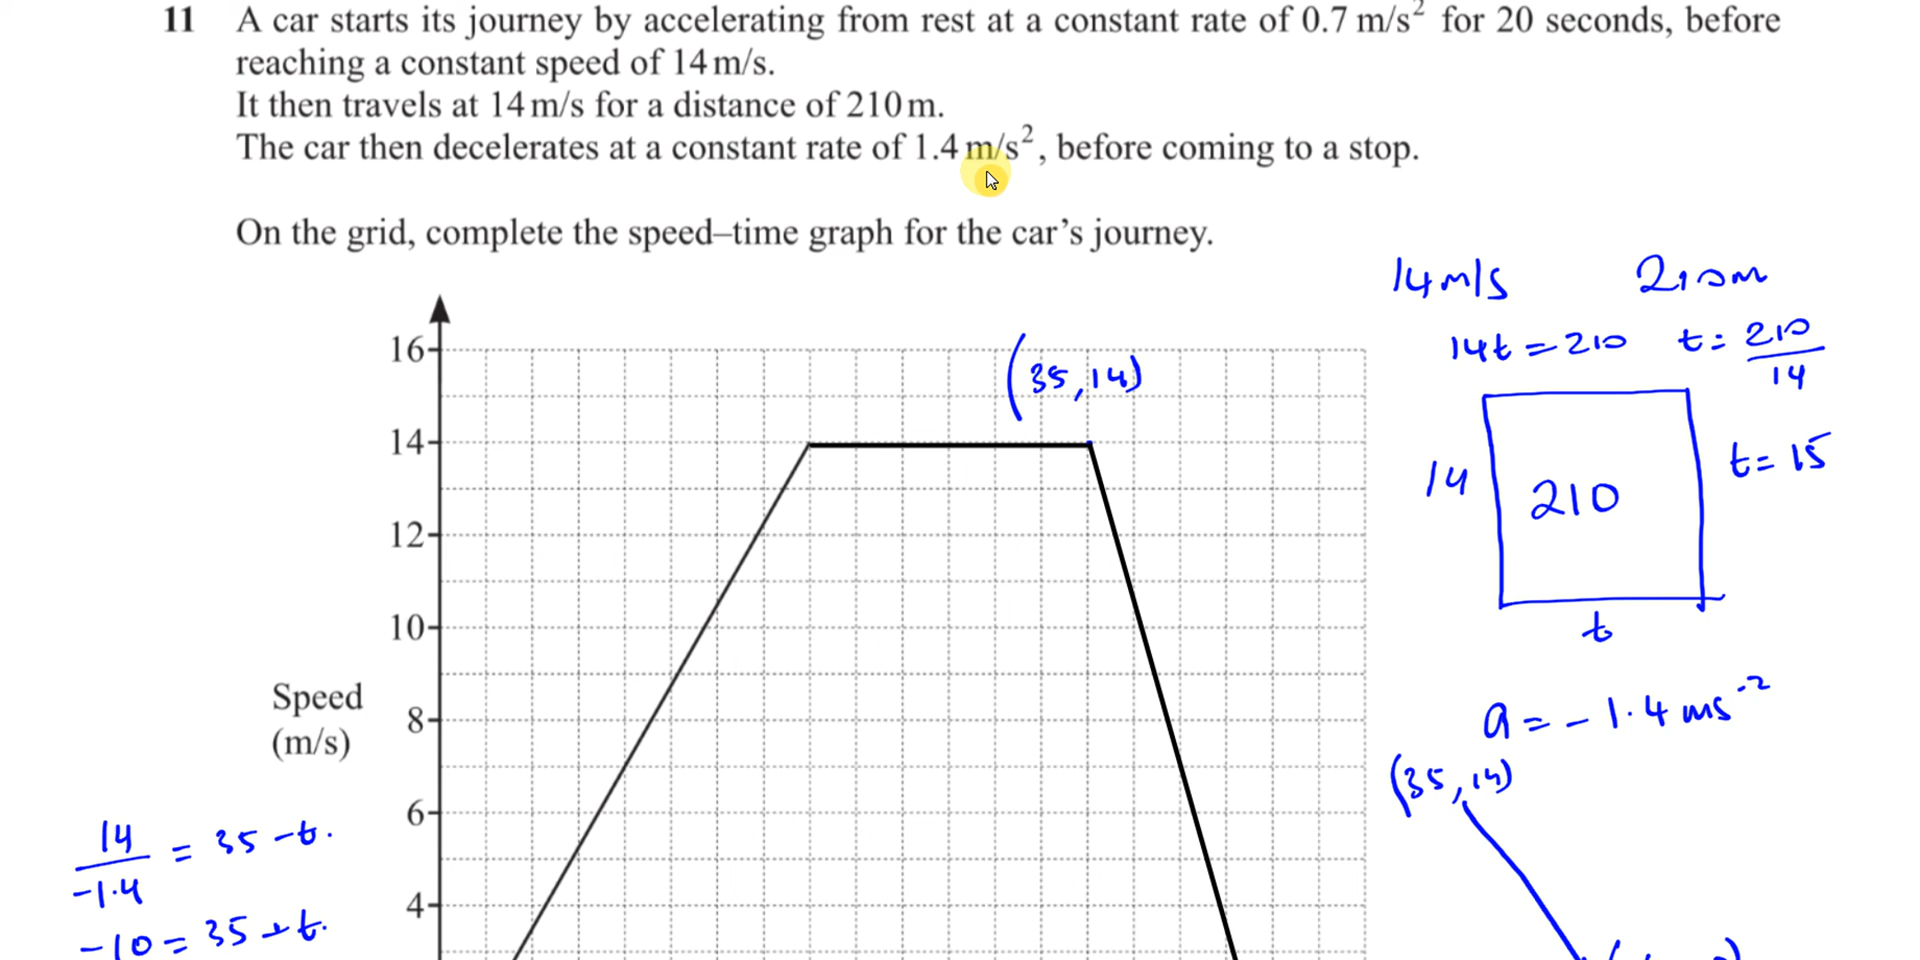 11 A car starts its journey by accelerating from rest at a constant rate of 0.7 m/s² for 20 seconds, before
reaching a constant speed of 14 m/s.
It then travels at 14 m/s for a distance of 210 m.
The car then decelerates at a constant rate of 1.4 m/s², before coming to a stop.
On the grid, complete the speed–time graph for the car's journey.
14 m/s 210m
14t = 210 t = 210/14
16
(35,14)
14
14
210
t = 15
12
10
t
Speed
(m/s)
8
a = -1.4 ms⁻²
(35,14)
6
14/-1.4 = 35 - t.
4
-10 = 35 - t.